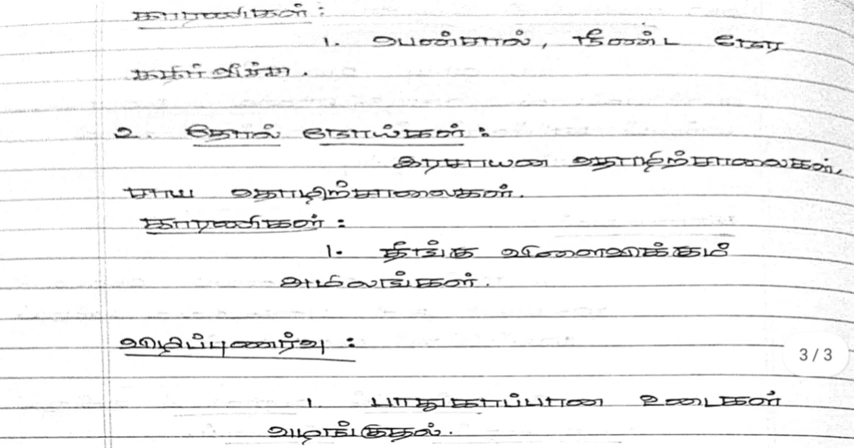 காரணிகள் :
1. பென்சால், நீண்ட நேர
கதிர் வீச்சு.
2. தோல் நோய்கள் :
இரசாயன தொழிற்சாலைகள்,
சாய தொழிற்சாலைகள்.
காரணிகள் :
1. தீங்கு விளைவிக்கும்
அமிலங்கள்.
விழிப்புணர்வு :
3/3
1. பாதுகாப்பான உடைகள்
வழங்குதல்.